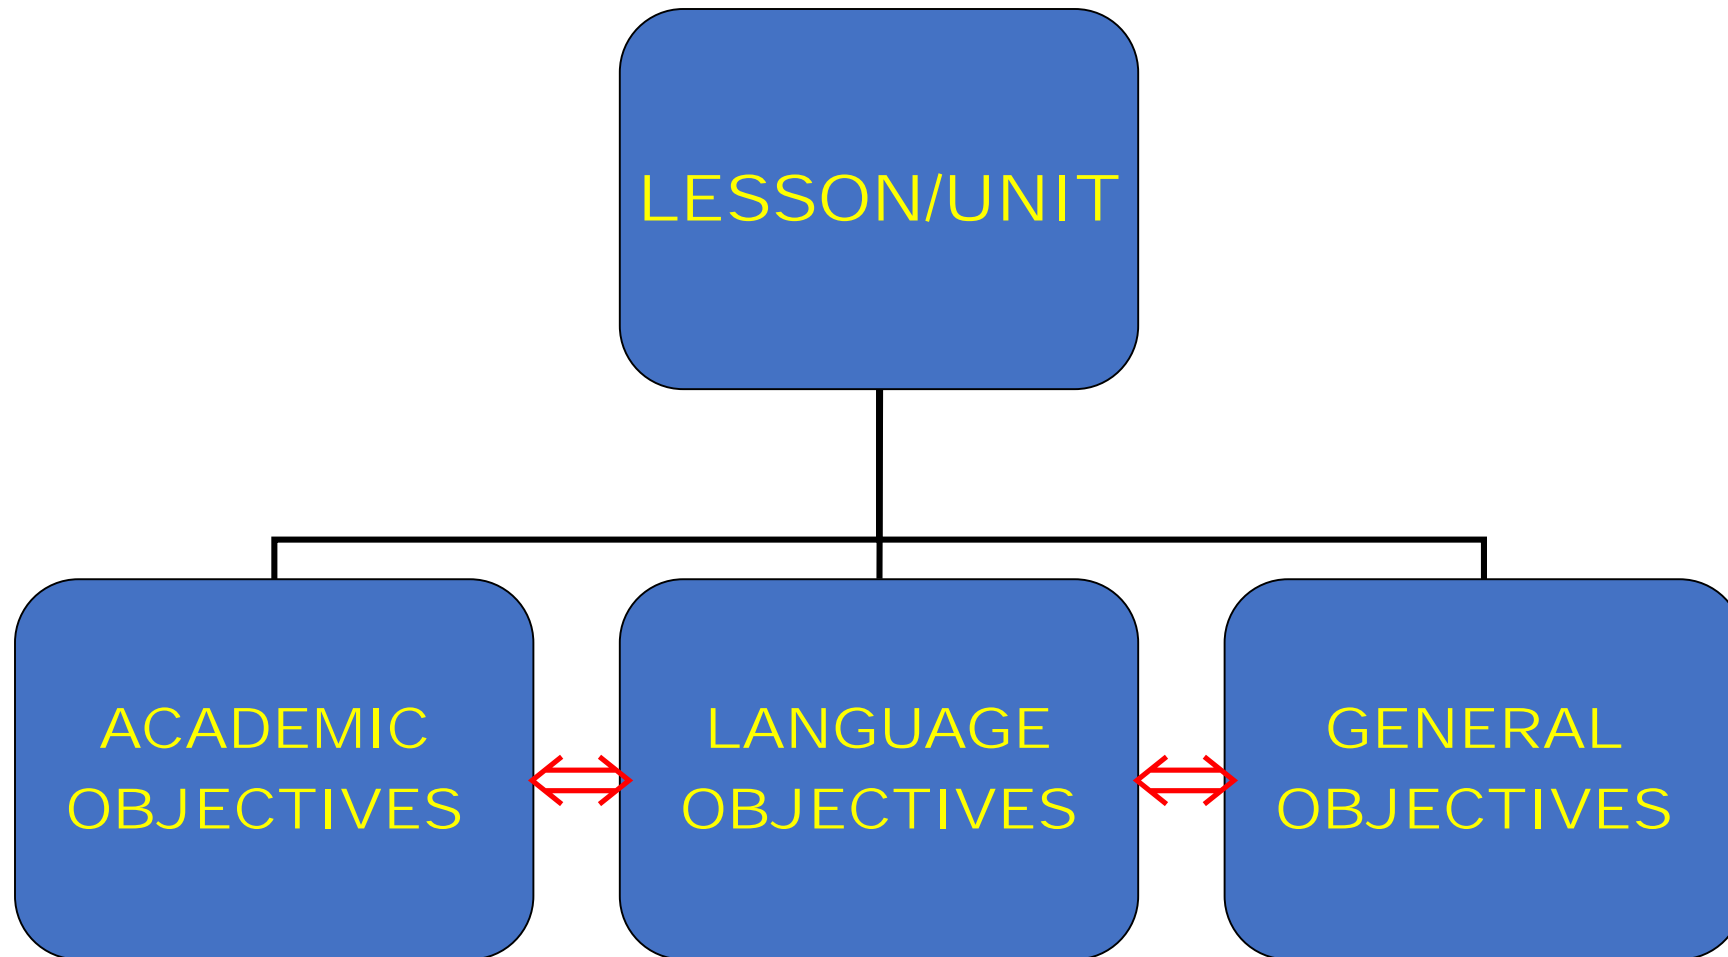 LESSON/UNIT
ACADEMIC
OBJECTIVES
LANGUAGE
OBJECTIVES
GENERAL
OBJECTIVES